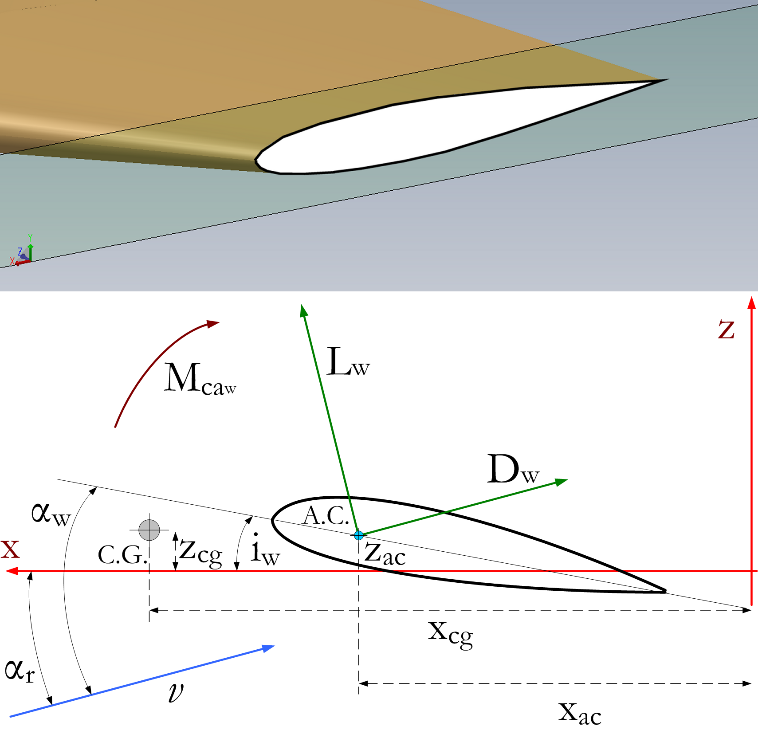 Y
Z
X
z
M_caw
L_w
D_w
α_w
A.C.
x
C.G.
z_cg
i_w
z_ac
x_cg
α_r
v
x_ac